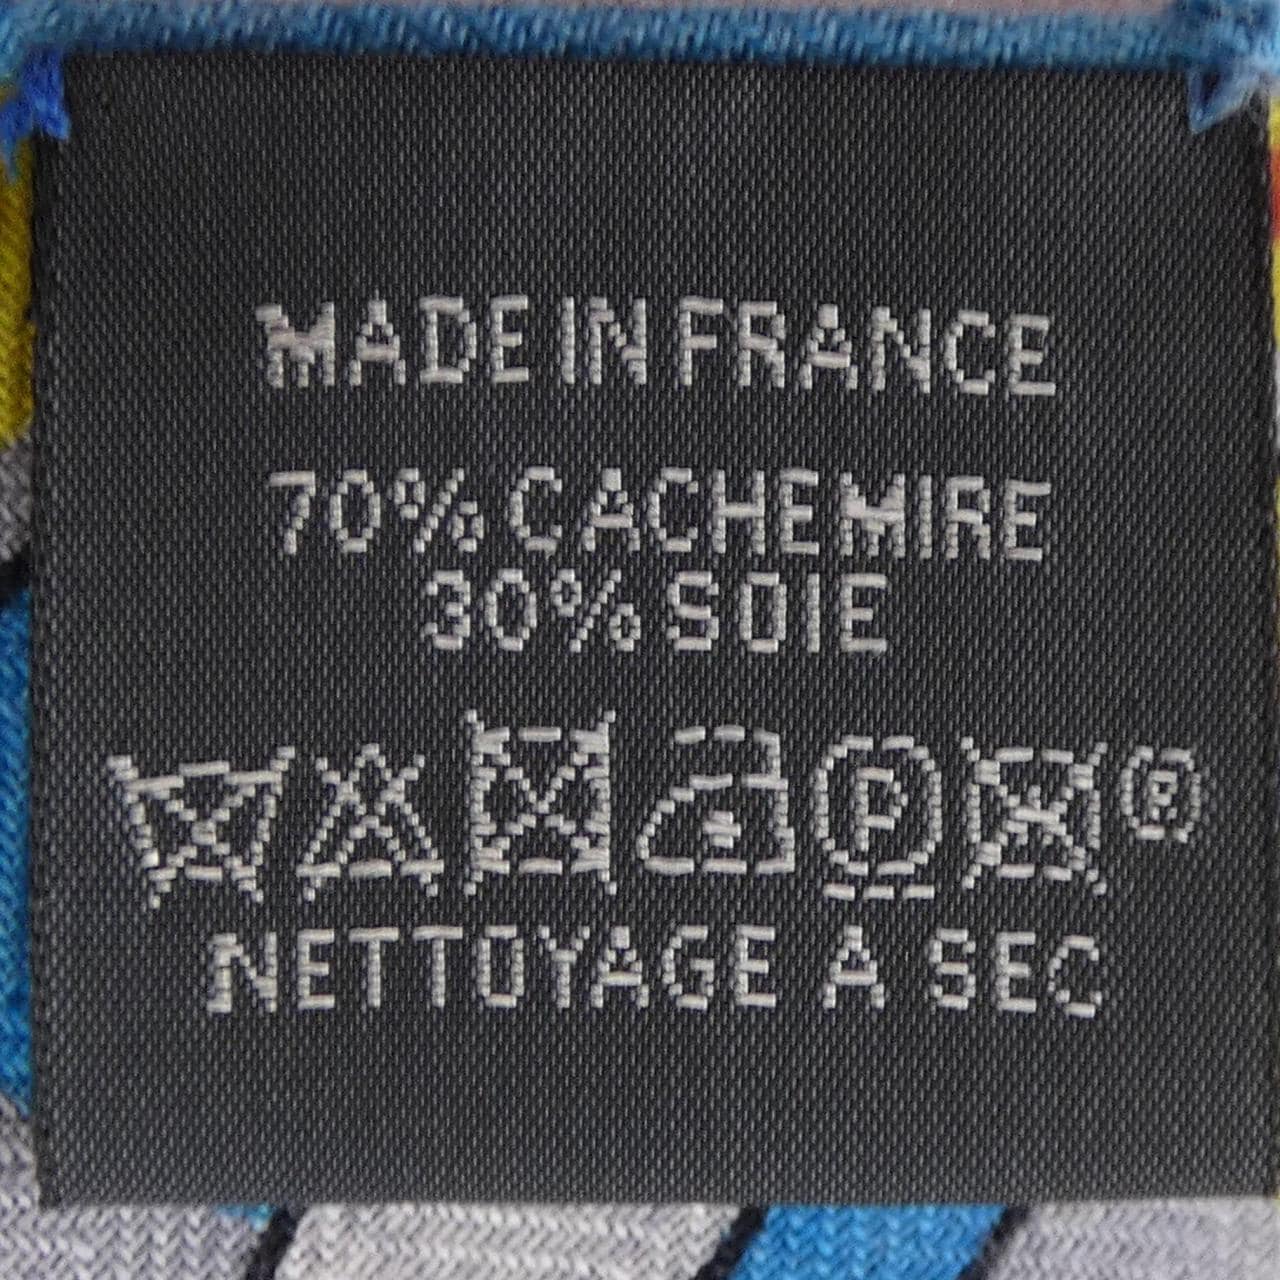 MADE IN FRANCE
70% CACHEMIRE
30% SOIE
P ®
NETTOYAGE A SEC